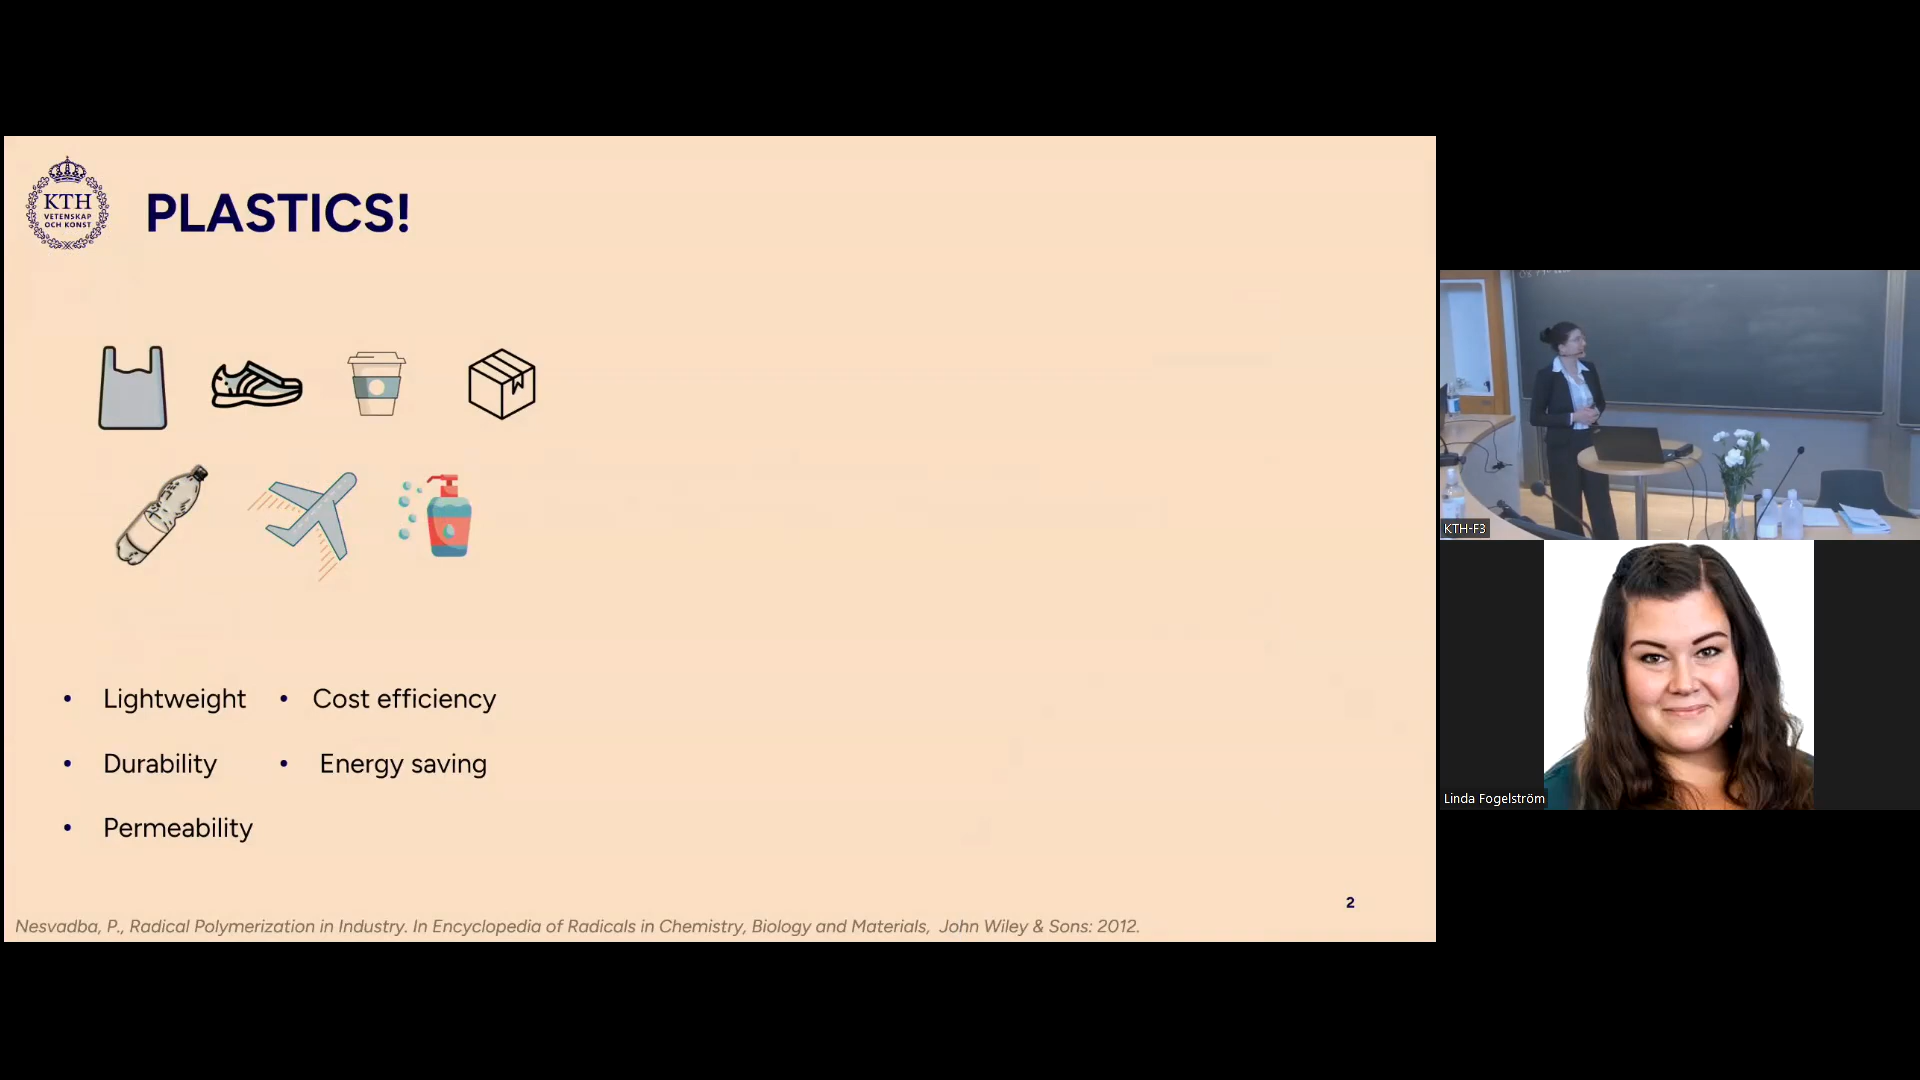 KTH
VETENSKAP
OCH KONST
PLASTICS!
• Lightweight • Cost efficiency
• Durability • Energy saving
• Permeability
2
Nesvadba, P., Radical Polymerization in Industry. In Encyclopedia of Radicals in Chemistry, Biology and Materials, John Wiley & Sons: 2012.
KTH-F3
Linda Fogelström